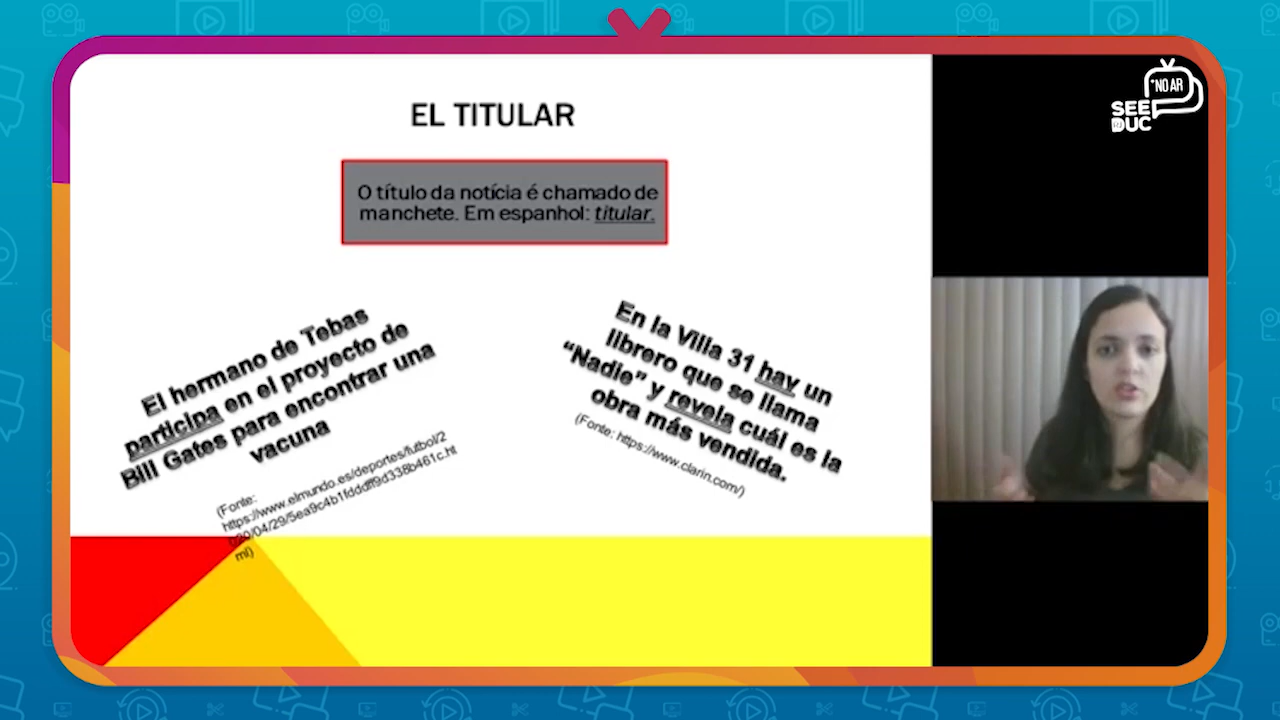 EL TITULAR
O título da notícia é chamado de
manchete. Em espanhol: titular.
El hermano de Tebas
participa en el proyecto de
Bill Gates para encontrar una
vacuna
(Fonte:
https://www.elmundo.es/deportes/futbol/2
020/04/29/5ea9c4b1fdddff9d338b461c.ht
ml)
En la Villa 31 hay un
librero que se llama
“Nadie” y revela cuál es la
obra más vendida.
(Fonte: https://www.clarin.com/)
NO AR
SEE
RJ
DUC